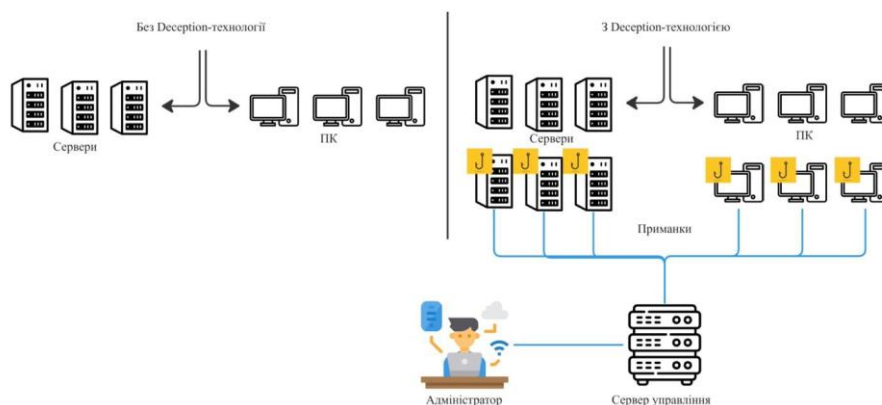 Без Deception-технології
З Deception-технологією
Сервери
ПК
Сервери
ПК
Приманки
Адміністратор
Сервер управління